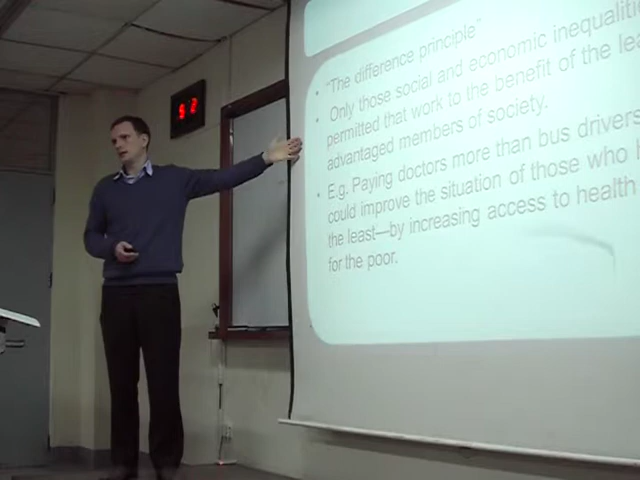 "The difference principle"
Only those social and economic inequalities
permitted that work to the benefit of the
advantaged members of society.
E.g. Paying doctors more than bus drivers
could improve the situation of those who
the least—by increasing access to health
for the poor.